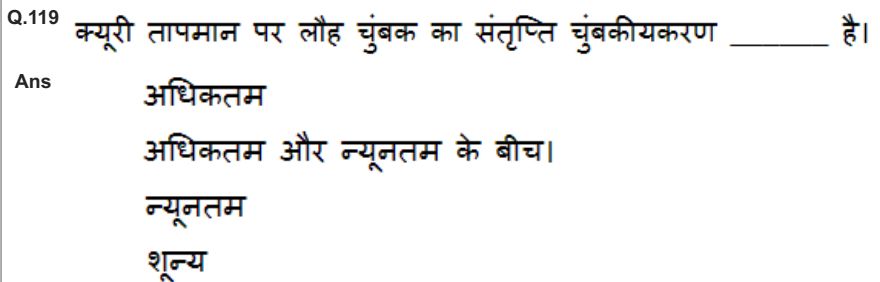 Q.119 क्यूरी तापमान पर लौह चुंबक का संतृप्ति चुंबकीयकरण _______ है।
Ans
अधिकतम
अधिकतम और न्यूनतम के बीच।
न्यूनतम
शून्य